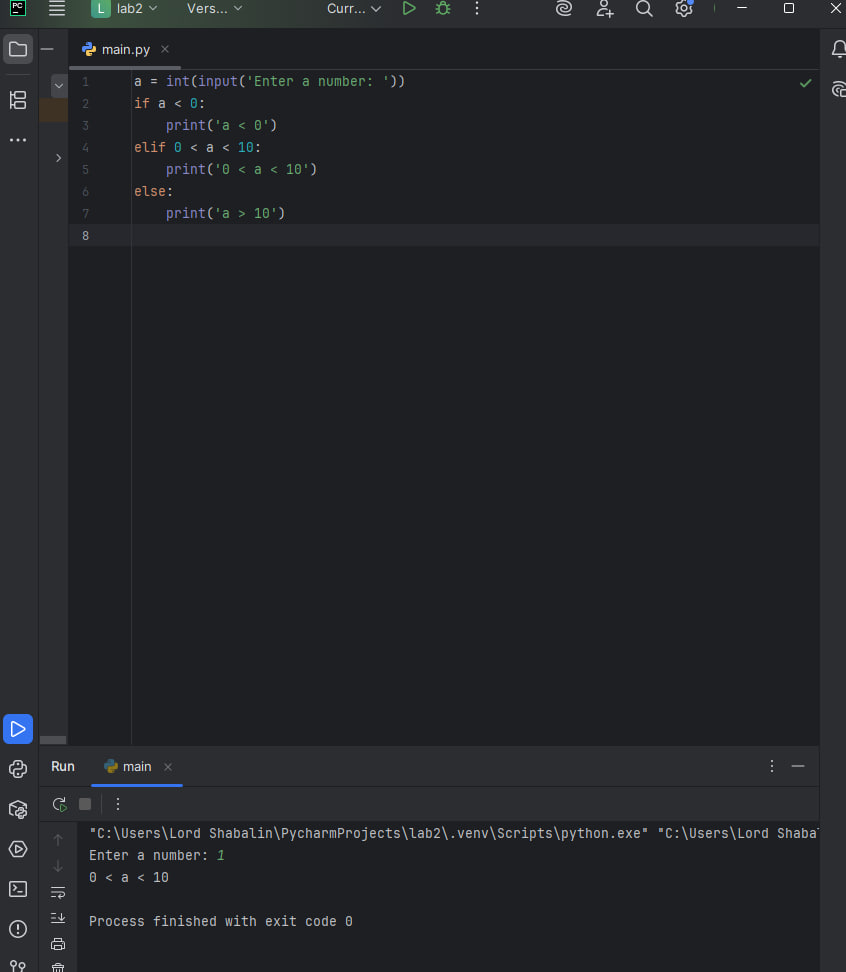 PC
L lab2 Vers... Curr...
main.py
1 a = int(input('Enter a number: '))
2 if a < 0:
3     print('a < 0')
4 elif 0 < a < 10:
5     print('0 < a < 10')
6 else:
7     print('a > 10')
8
Run main
"C:\Users\Lord Shabalin\PycharmProjects\lab2\.venv\Scripts\python.exe" "C:\Users\Lord Shabal
Enter a number: 1
0 < a < 10
Process finished with exit code 0